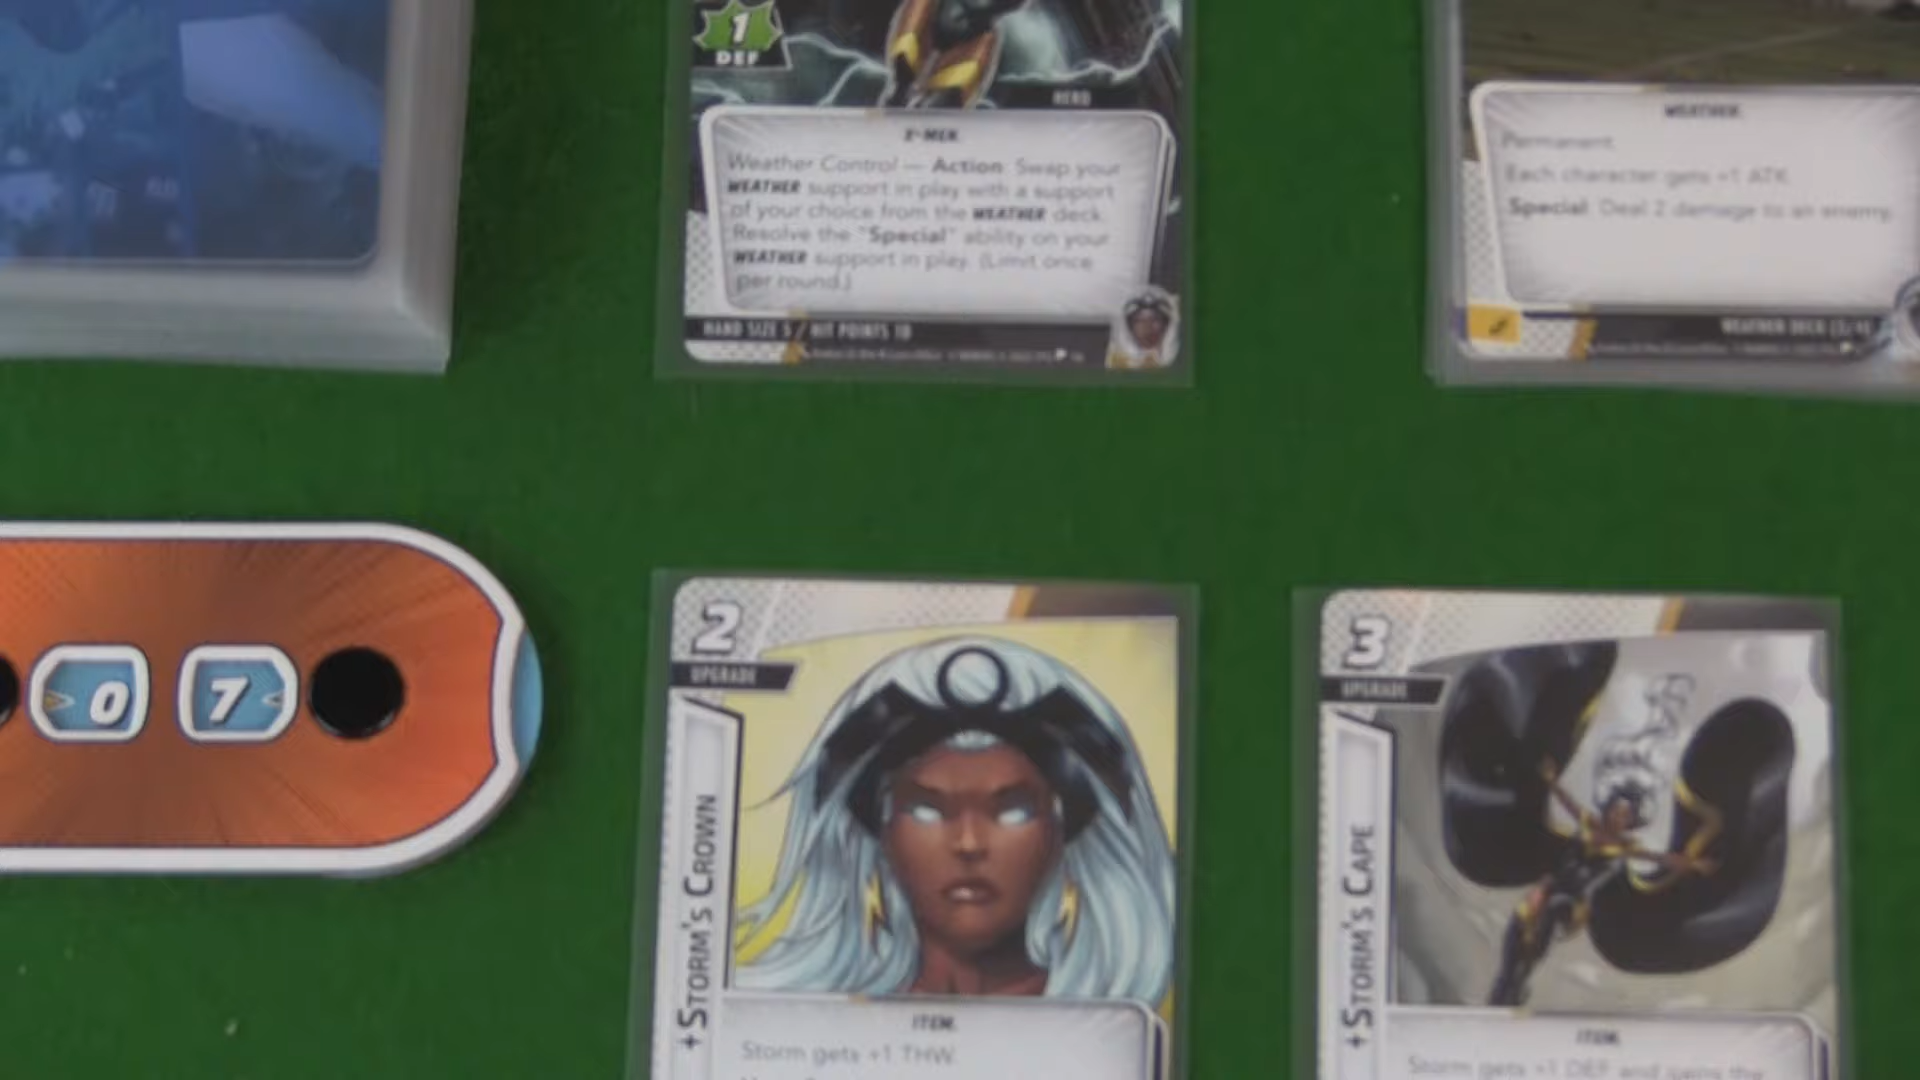 1
DEF
HERO
X-MEN.
Weather Control — Action: Swap your
WEATHER support in play with a support
of your choice from the WEATHER deck.
Resolve the "Special" ability on your
WEATHER support in play. (Limit once
per round.)
HAND SIZE 5 / HIT POINTS 10
WEATHER.
Permanent.
Each character gets +1 ATK.
Special: Deal 2 damage to an enemy.
WEATHER DECK
0 7
2
UPGRADE
STORM'S CROWN
ITEM.
Storm gets +1 THW.
3
UPGRADE
STORM'S CAPE
ITEM.
Storm gets +1 DEF and gains the